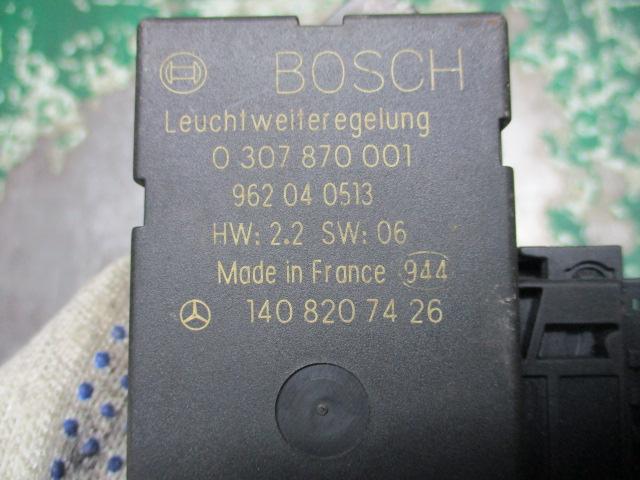 BOSCH
Leuchtweiteregelung
0 307 870 001
962 04 0513
HW: 2.2 SW: 06
Made in France 944
140 820 74 26